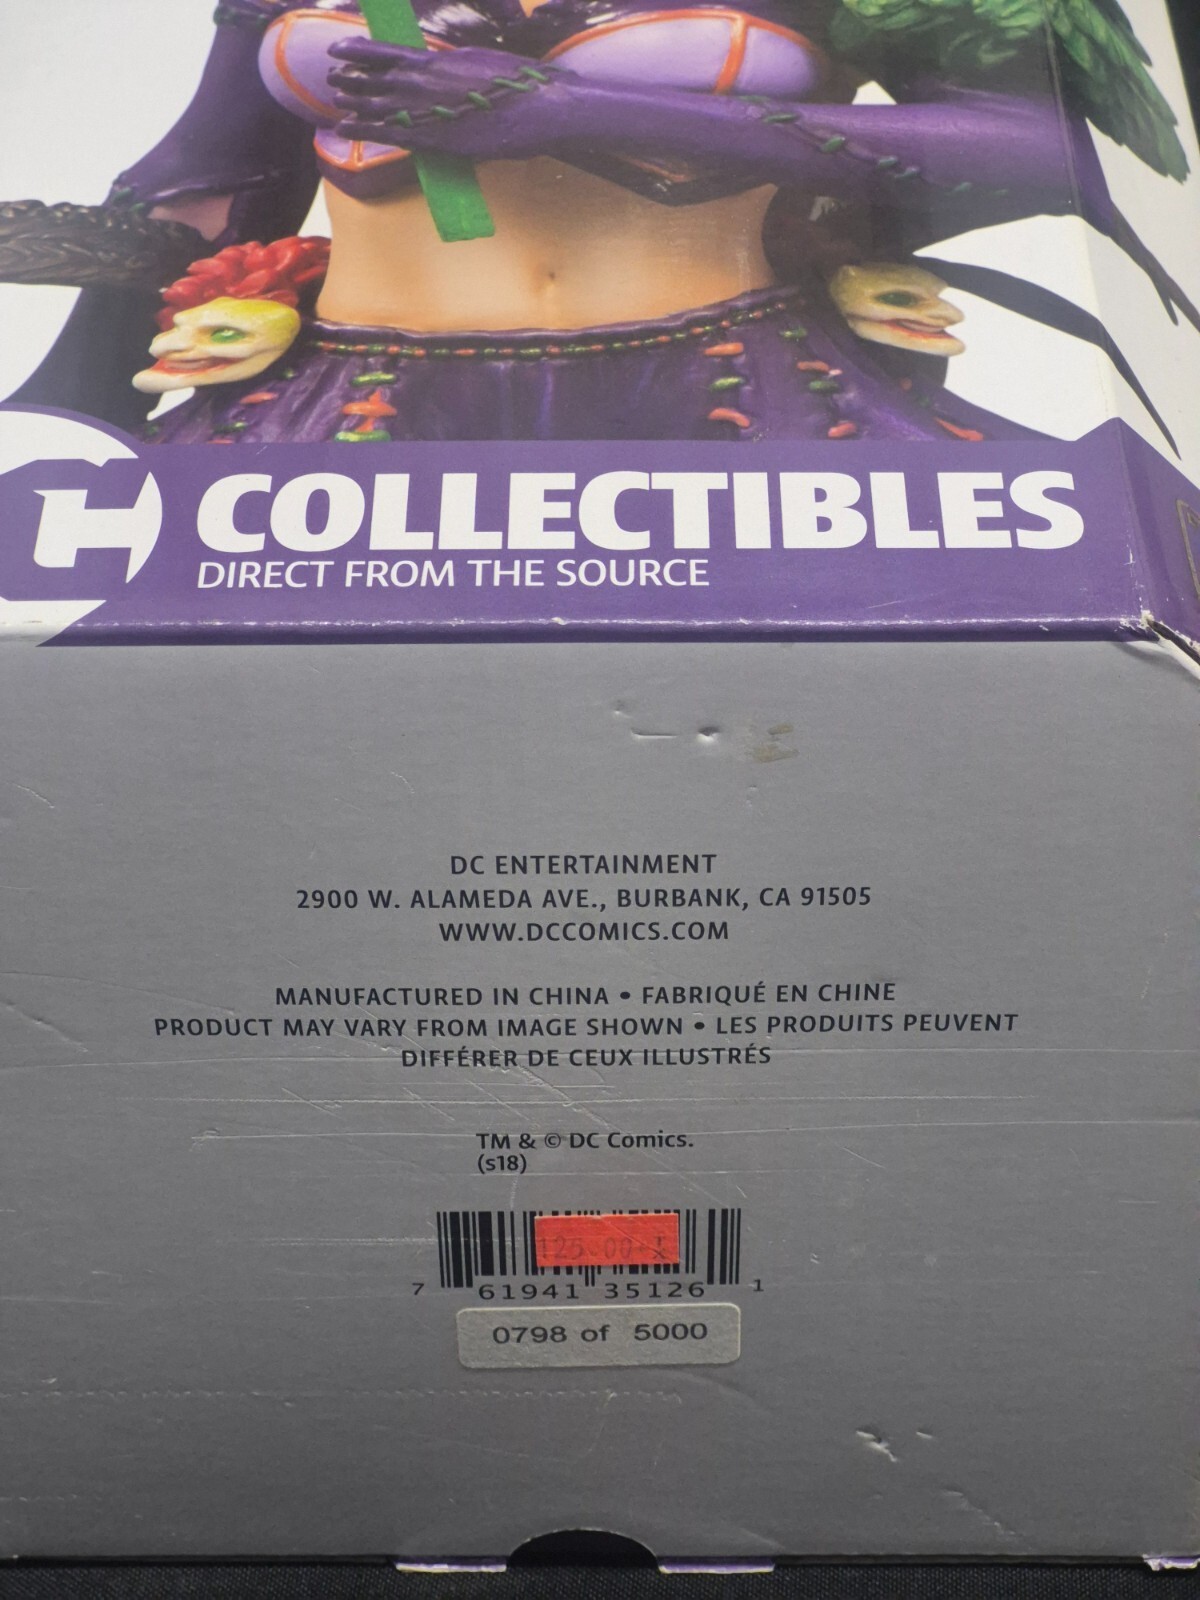 COLLECTIBLES
DIRECT FROM THE SOURCE
DC ENTERTAINMENT
2900 W. ALAMEDA AVE., BURBANK, CA 91505
WWW.DCCOMICS.COM
MANUFACTURED IN CHINA • FABRIQUÉ EN CHINE
PRODUCT MAY VARY FROM IMAGE SHOWN • LES PRODUITS PEUVENT
DIFFÉRER DE CEUX ILLUSTRÉS
TM & © DC Comics.
(s18)
125.00
7 61941 35126 1
0798 of 5000